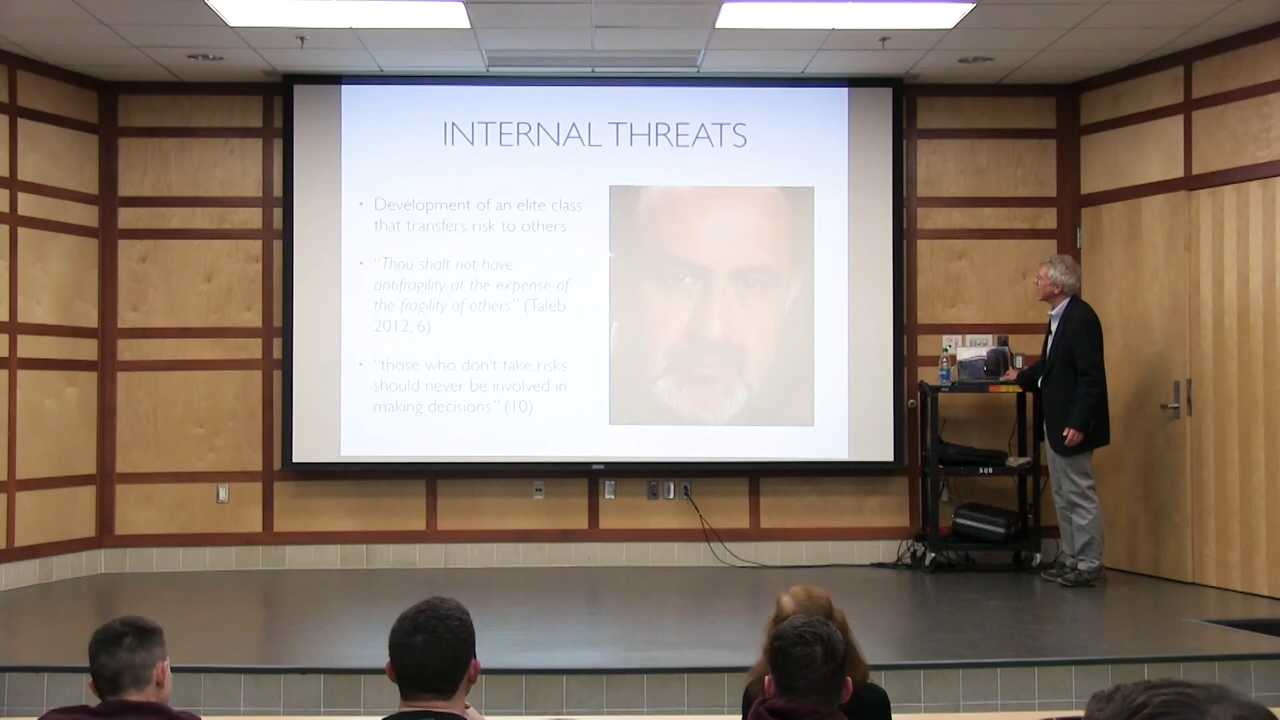 INTERNAL THREATS
• Development of an elite class
that transfers risk to others
• "Thou shalt not have
antifragility at the expense of
the fragility of others." (Taleb
2012, 6)
• "those who don't take risks
should never be involved in
making decisions." (10)
SUB